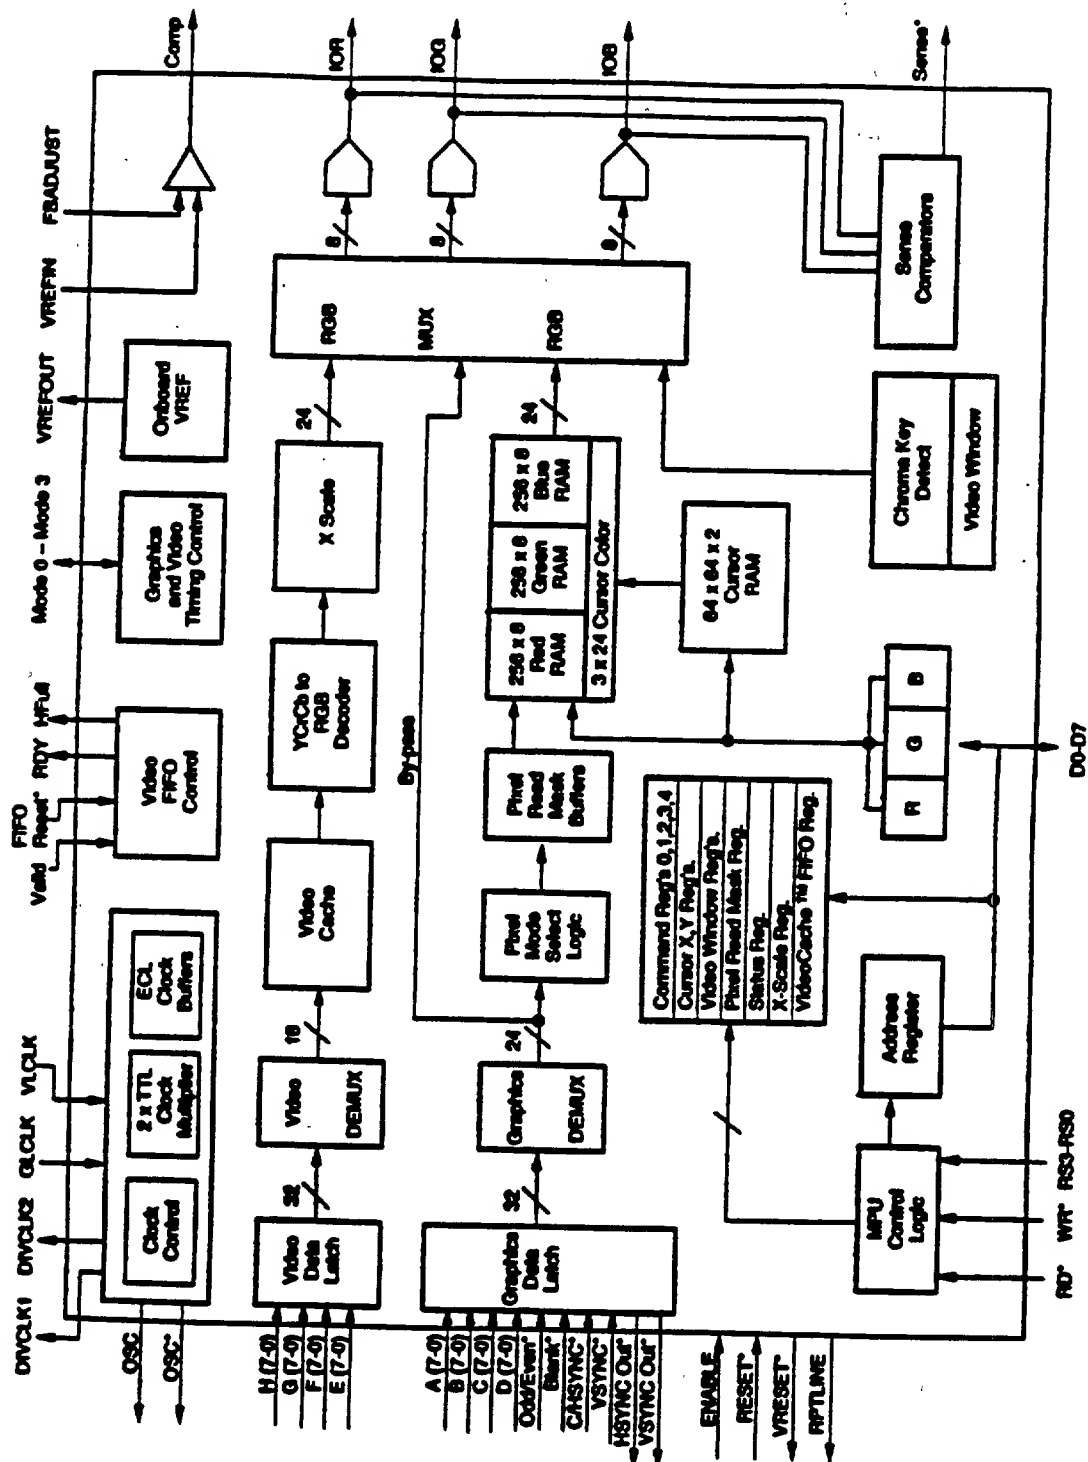 DIVCLK1
DIVCLK2
GLCLK
VLCLK
Valid
FIFO
Reset*
RDY
HFull
Mode 0 – Mode 3
VREFOUT
VREFIN
FSADJUST
Comp
OSC
OSC*
Clock
Control
2 x TTL
Clock
Multiplier
ECL
Clock
Buffers
Video
FIFO
Control
Graphics
and Video
Timing Control
Onboard
VREF
H (7-0)
G (7-0)
F (7-0)
E (7-0)
Video
Data
Latch
32
Video
DEMUX
16
Video
Cache
YCrCb to
RGB
Decoder
X Scale
24
RGB
MUX
RGB
8
8
8
IOR
IOG
IOB
By-pass
A (7-0)
B (7-0)
C (7-0)
D (7-0)
Odd/Even*
Blank*
C/HSYNC*
VSYNC*
HSYNC Out*
VSYNC Out*
Graphics
Data
Latch
32
Graphics
DEMUX
24
Pixel
Mode
Select
Logic
Pixel
Read
Mask
Buffers
256 x 8
Red
RAM
256 x 8
Green
RAM
256 x 8
Blue
RAM
3 x 24 Cursor Color
24
64 x 64 x 2
Cursor
RAM
ENABLE
RESET*
VRESET*
RPTLINE
Command Reg's 0,1,2,3,4
Cursor X,Y Reg's.
Video Window Reg's.
Pixel Read Mask Reg.
Status Reg.
X-Scale Reg.
VideoCache™ FIFO Reg.
MPU
Control
Logic
Address
Register
R
G
B
Chroma Key
Detect
Video Window
Sense
Comparators
Sense*
RD*
WR*
RS3-RS0
D0-D7